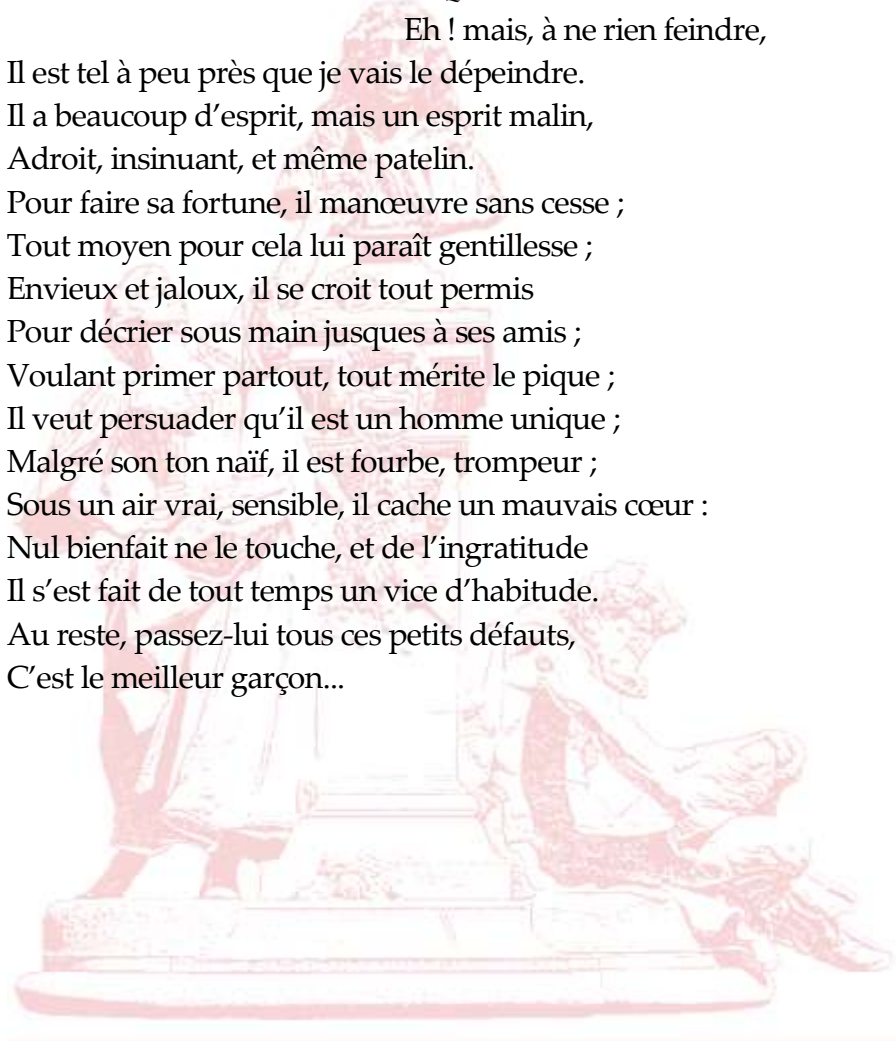 Eh ! mais, à ne rien feindre,
Il est tel à peu près que je vais le dépeindre.
Il a beaucoup d’esprit, mais un esprit malin,
Adroit, insinuant, et même patelin.
Pour faire sa fortune, il manœuvre sans cesse ;
Tout moyen pour cela lui paraît gentillesse ;
Envieux et jaloux, il se croit tout permis
Pour décrier sous main jusques à ses amis ;
Voulant primer partout, tout mérite le pique ;
Il veut persuader qu’il est un homme unique ;
Malgré son ton naïf, il est fourbe, trompeur ;
Sous un air vrai, sensible, il cache un mauvais cœur :
Nul bienfait ne le touche, et de l’ingratitude
Il s’est fait de tout temps un vice d’habitude.
Au reste, passez-lui tous ces petits défauts,
C’est le meilleur garçon...